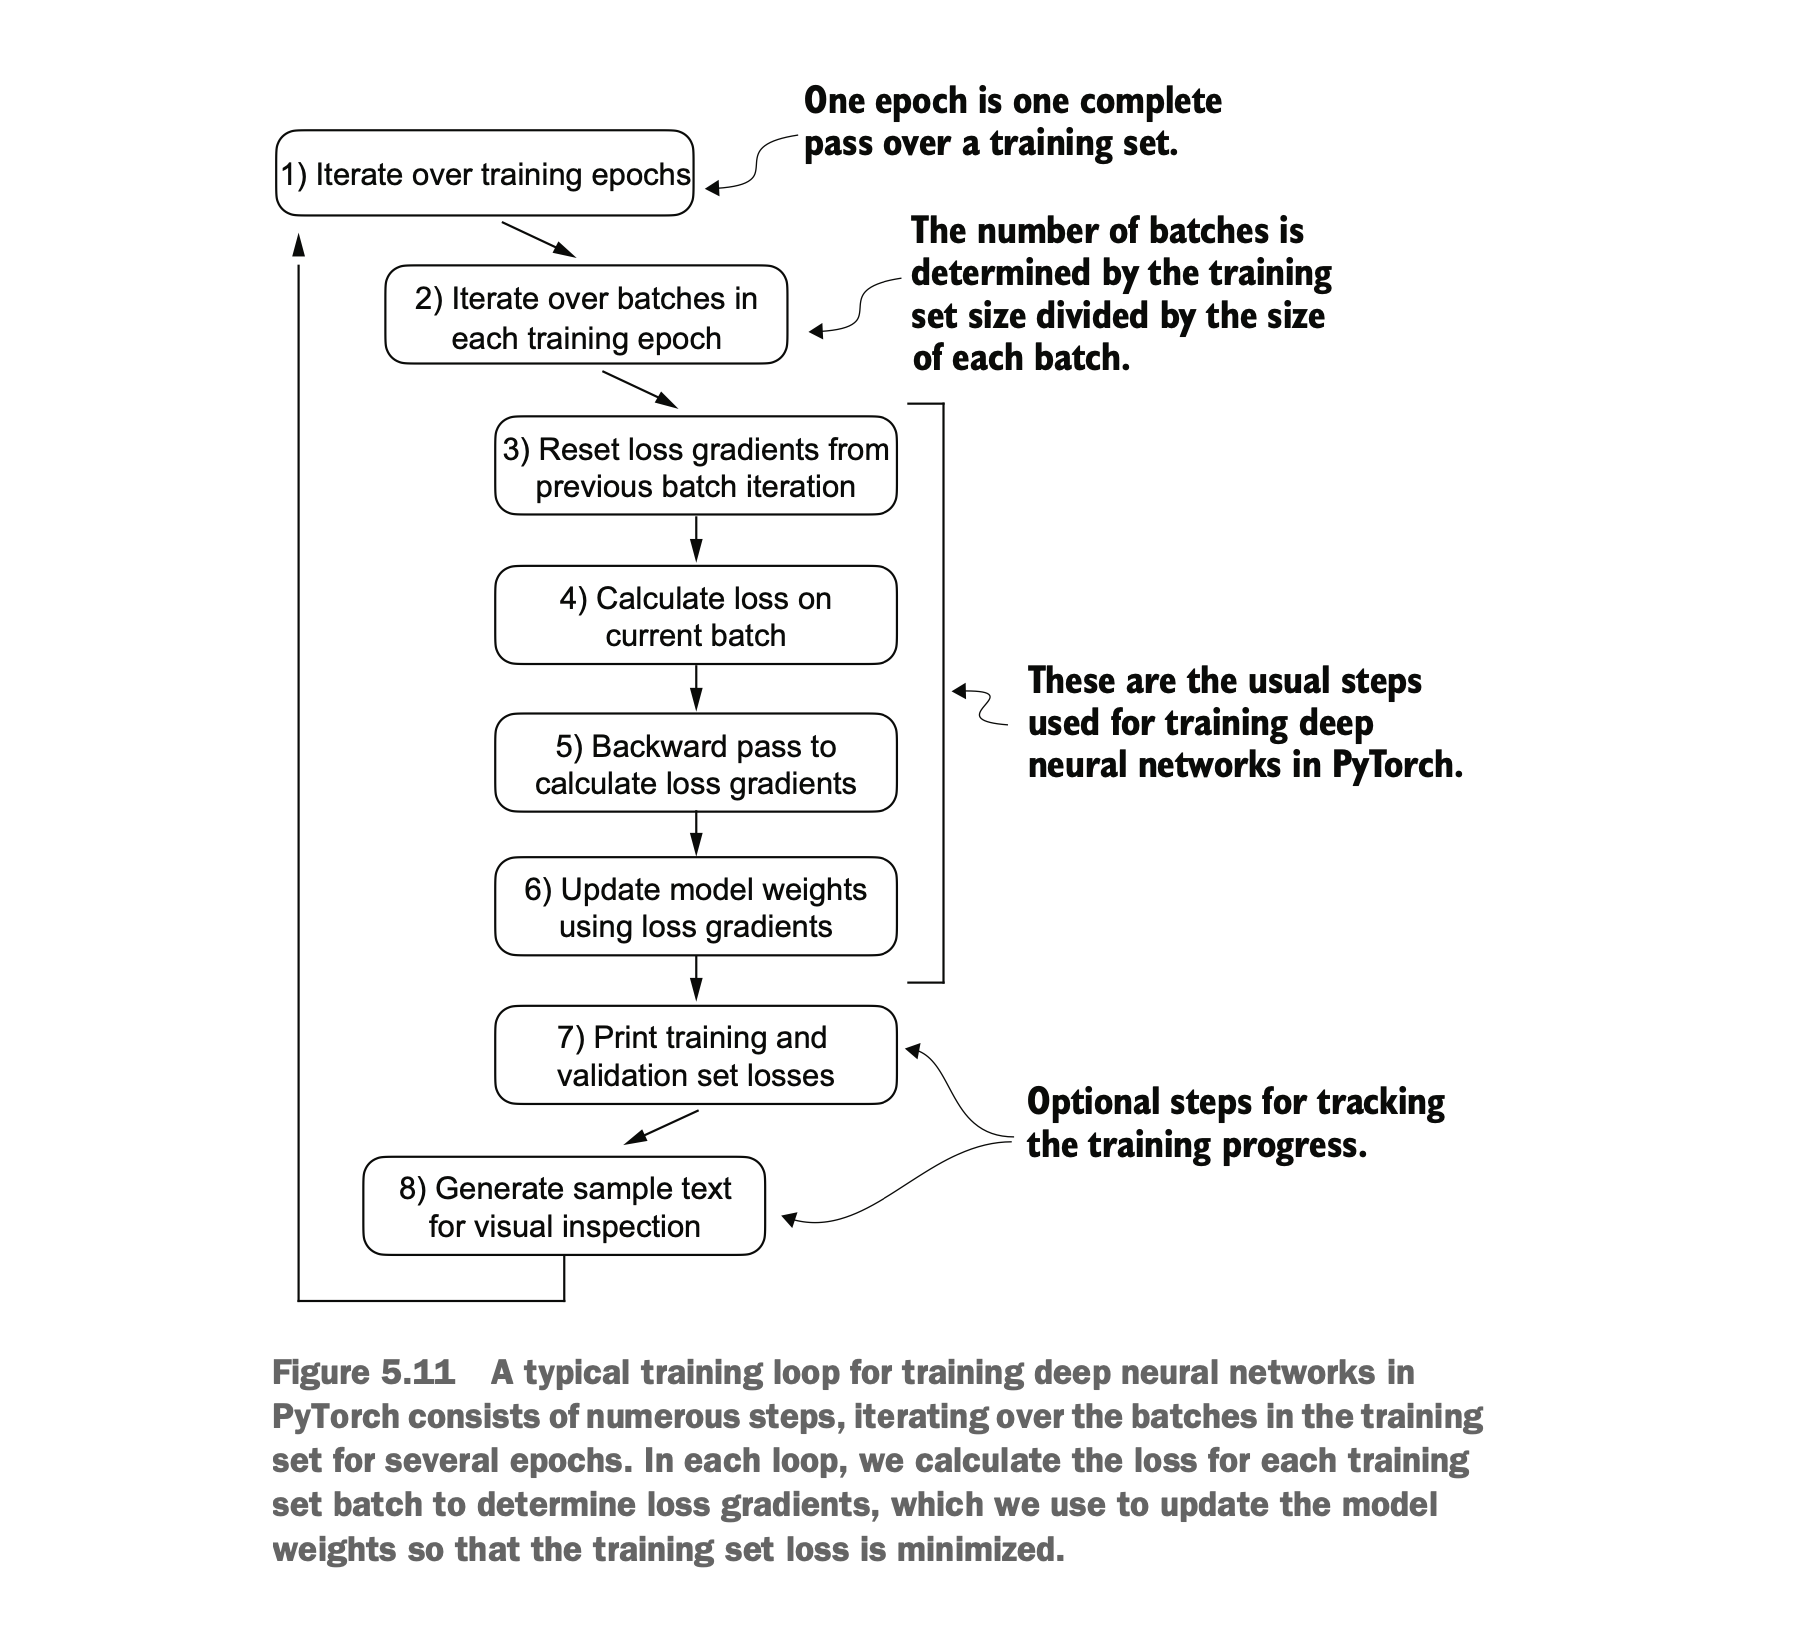 One epoch is one complete
pass over a training set.
1) Iterate over training epochs
The number of batches is
determined by the training
set size divided by the size
of each batch.
2) Iterate over batches in
each training epoch
3) Reset loss gradients from
previous batch iteration
4) Calculate loss on
current batch
These are the usual steps
used for training deep
neural networks in PyTorch.
5) Backward pass to
calculate loss gradients
6) Update model weights
using loss gradients
7) Print training and
validation set losses
Optional steps for tracking
the training progress.
8) Generate sample text
for visual inspection
Figure 5.11 A typical training loop for training deep neural networks in
PyTorch consists of numerous steps, iterating over the batches in the training
set for several epochs. In each loop, we calculate the loss for each training
set batch to determine loss gradients, which we use to update the model
weights so that the training set loss is minimized.